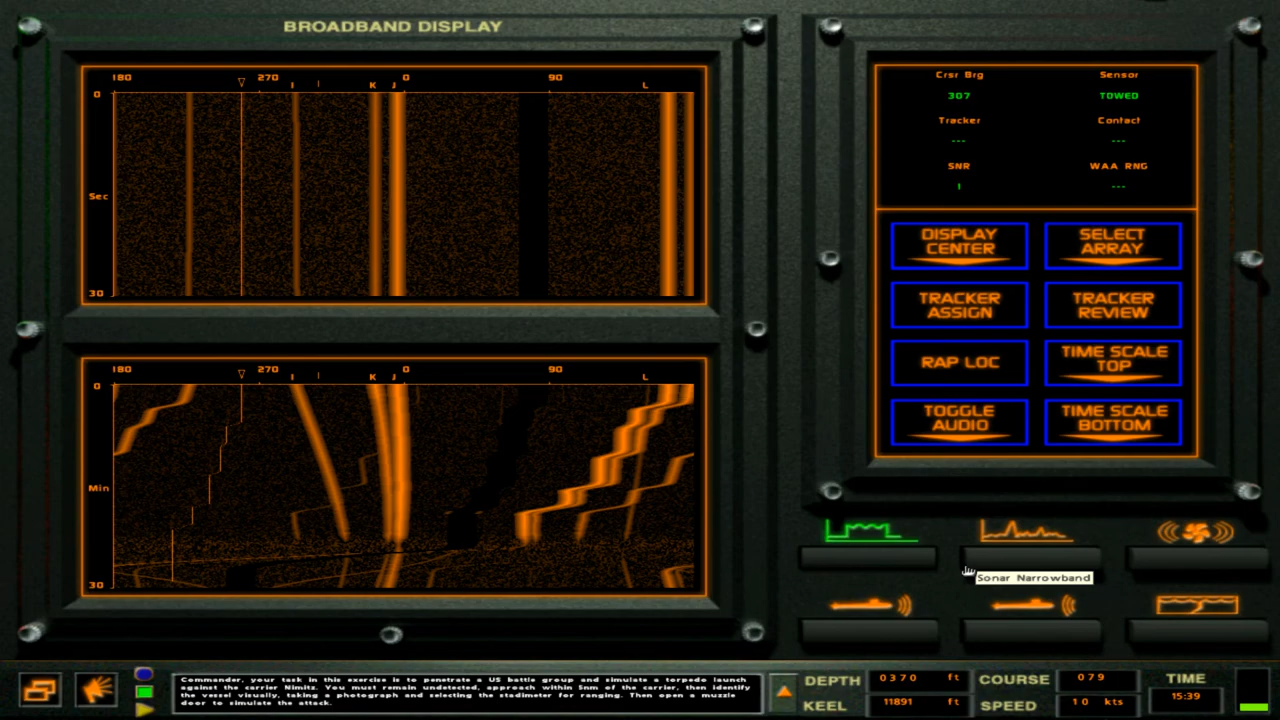 BROADBAND DISPLAY
180 270 I I K J 0 90 L
0
Sec
30
180 270 I I K J 0 90 L
0
Min
30
Crsr Brg Sensor
307 TOWED
Tracker Contact
--- ---
SNR WAA RNG
1 ---
DISPLAY CENTER
SELECT ARRAY
TRACKER ASSIGN
TRACKER REVIEW
RAP LOC
TIME SCALE TOP
TOGGLE AUDIO
TIME SCALE BOTTOM
Sonar Narrowband
Commander, your task in this exercise is to penetrate a US battle group and simulate a torpedo launch
against the carrier Nimitz. You must remain undetected, approach within 5nm of the carrier, then identify
the vessel visually, taking a photograph and selecting the stadimeter for ranging. Then open a muzzle
door to simulate the attack.
DEPTH 0370 ft COURSE 079 TIME
KEEL 11891 ft SPEED 10 kts 15:39